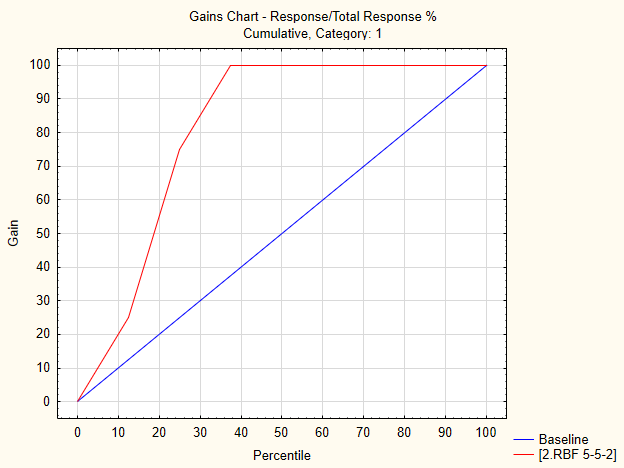 Gains Chart - Response/Total Response %
Cumulative, Category: 1
100
90
80
70
60
50
40
30
20
10
0
Gain
0 10 20 30 40 50 60 70 80 90 100
Percentile
Baseline
[2.RBF 5-5-2]